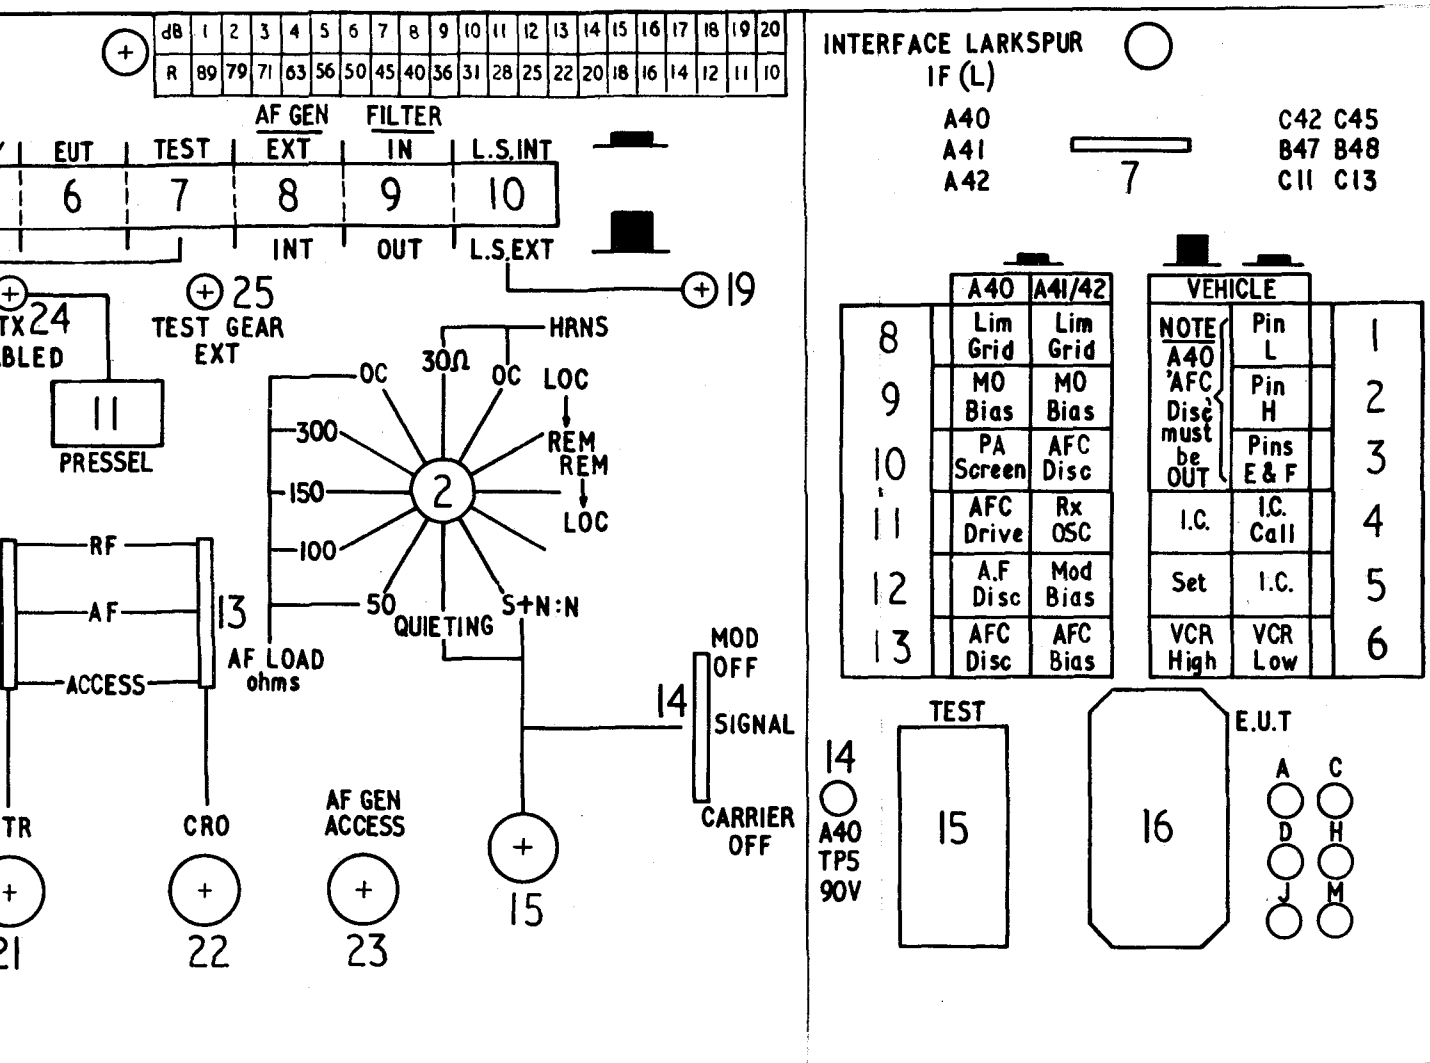 dB 1 2 3 4 5 6 7 8 9 10 11 12 13 14 15 16 17 18 19 20
R 89 79 71 63 56 50 45 40 36 31 28 25 22 20 18 16 14 12 11 10
AF GEN FILTER
EUT TEST EXT IN L.S.INT
6 7 8 9 10
INT OUT L.S.EXT
TX 24
BLED
25
TEST GEAR
EXT
19
11
PRESSEL
HRNS
OC 30Ω OC LOC
REM
300
REM
150 2
LOC
100
50 QUIETING S+N:N
AF LOAD
ohms
RF
AF 13
ACCESS
MOD
OFF
14
SIGNAL
CARRIER
OFF
TR
21
CRO
22
AF GEN
ACCESS
23
15
INTERFACE LARKSPUR
IF (L)
A40 C42 C45
A41 B47 B48
A42 7 C11 C13
A40 A41/42
8 Lim Grid Lim Grid
9 MO Bias MO Bias
10 PA Screen AFC Disc
11 AFC Drive Rx OSC
12 A.F Disc Mod Bias
13 AFC Disc AFC Bias
VEHICLE
NOTE
A40
'AFC
Disc'
must
be
OUT
Pin L 1
Pin H 2
Pins E & F 3
I.C. I.C. Call 4
Set I.C. 5
VCR High VCR Low 6
14
A40
TP5
90V
TEST
15
E.U.T
16
A C
D H
J M